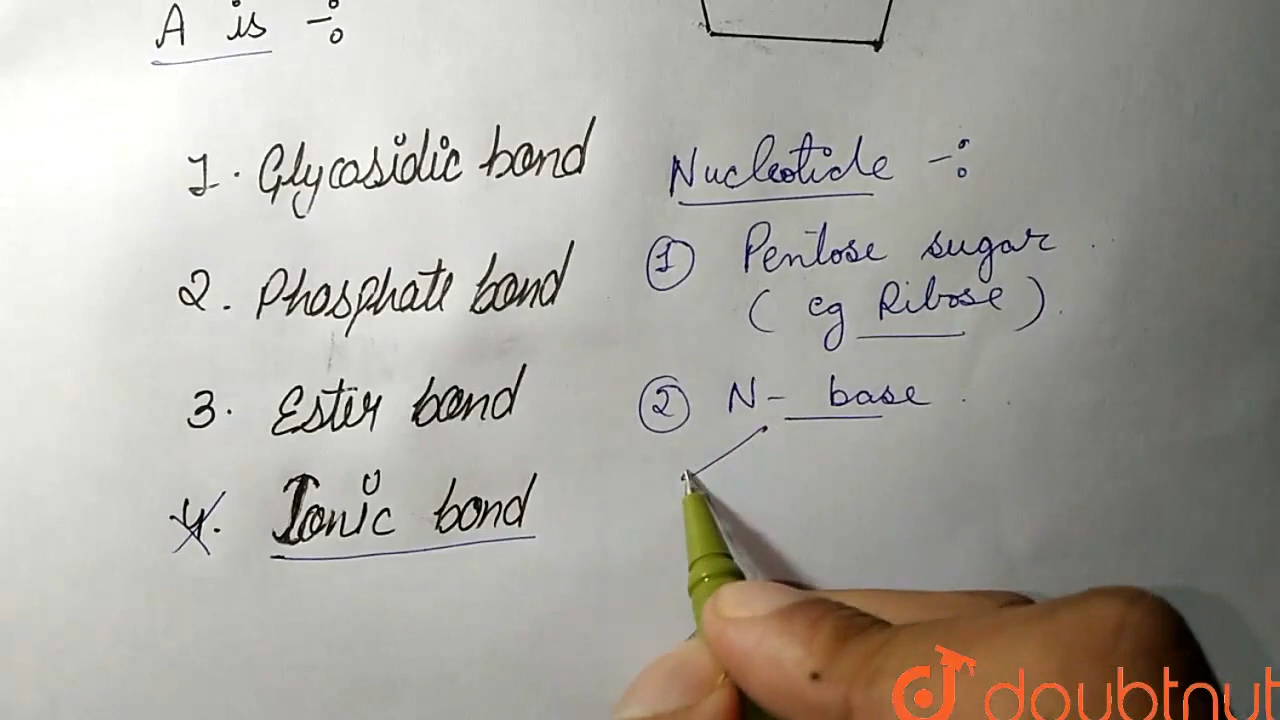 A is -:
1. Glycosidic bond
2. Phosphate bond
3. Ester bond
4. Ionic bond
Nucleotide -:
1 Pentose sugar
( eg Ribose ).
2 N- base
doubtnut